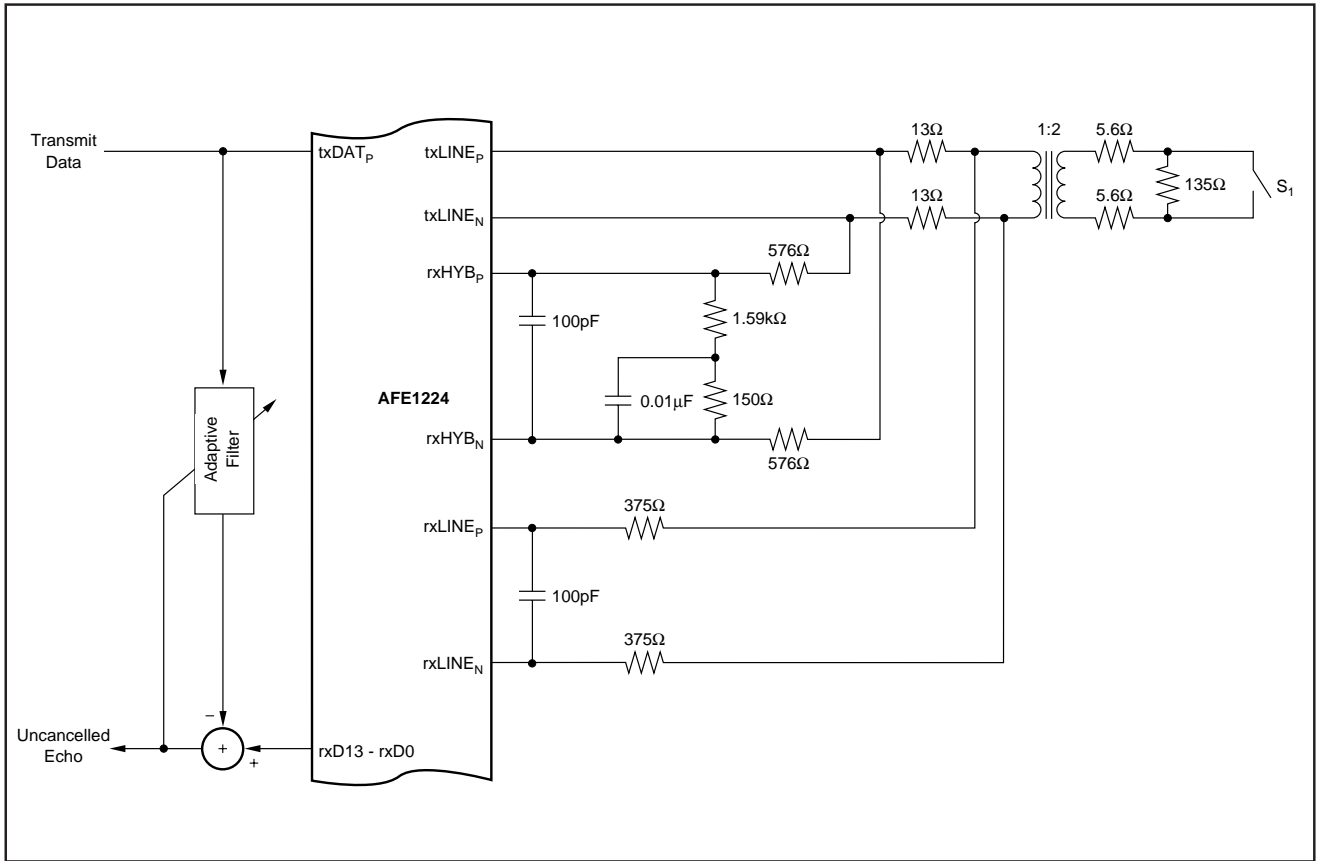 Transmit
Data
txDATP
txLINEP
13Ω
1:2
5.6Ω
135Ω
S1
txLINEN
13Ω
5.6Ω
rxHYBP
576Ω
100pF
1.59kΩ
AFE1224
0.01μF
150Ω
Adaptive
Filter
rxHYBN
576Ω
rxLINEP
375Ω
100pF
rxLINEN
375Ω
Uncancelled
Echo
–
+
+
rxD13 - rxD0